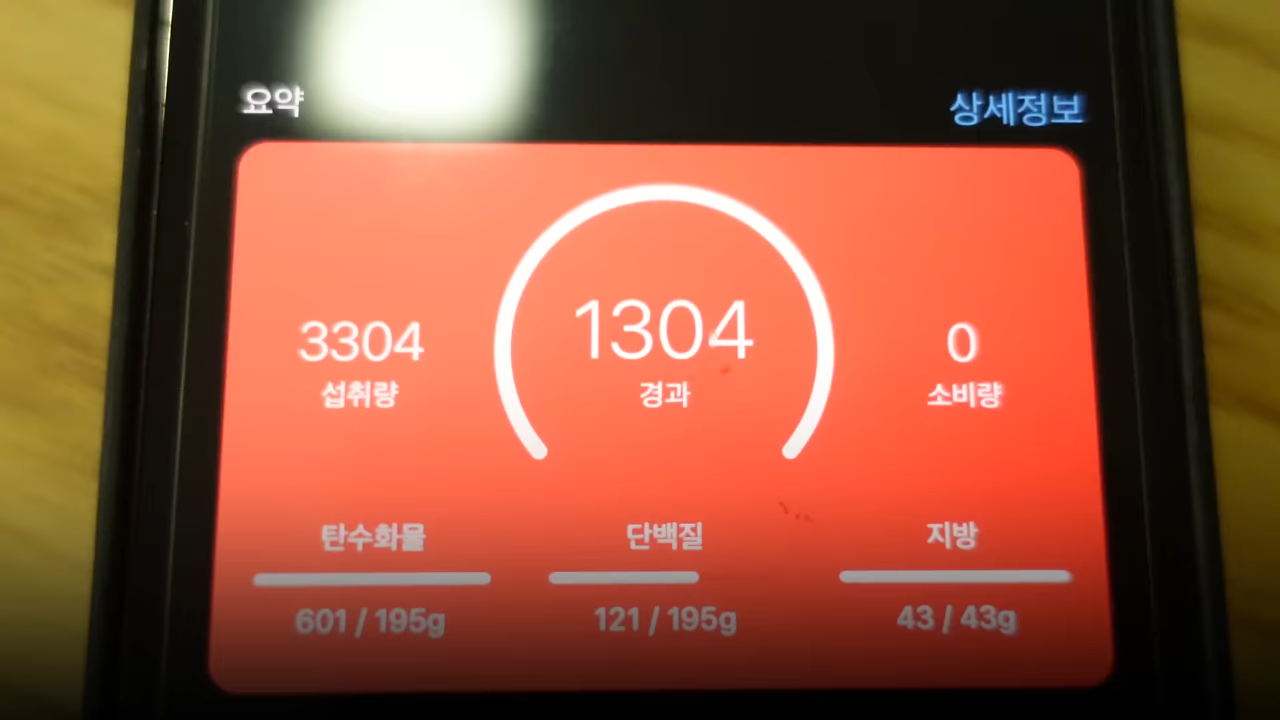 요약
상세정보
3304
섭취량
1304
경과
0
소비량
탄수화물
601 / 195g
단백질
121 / 195g
지방
43 / 43g